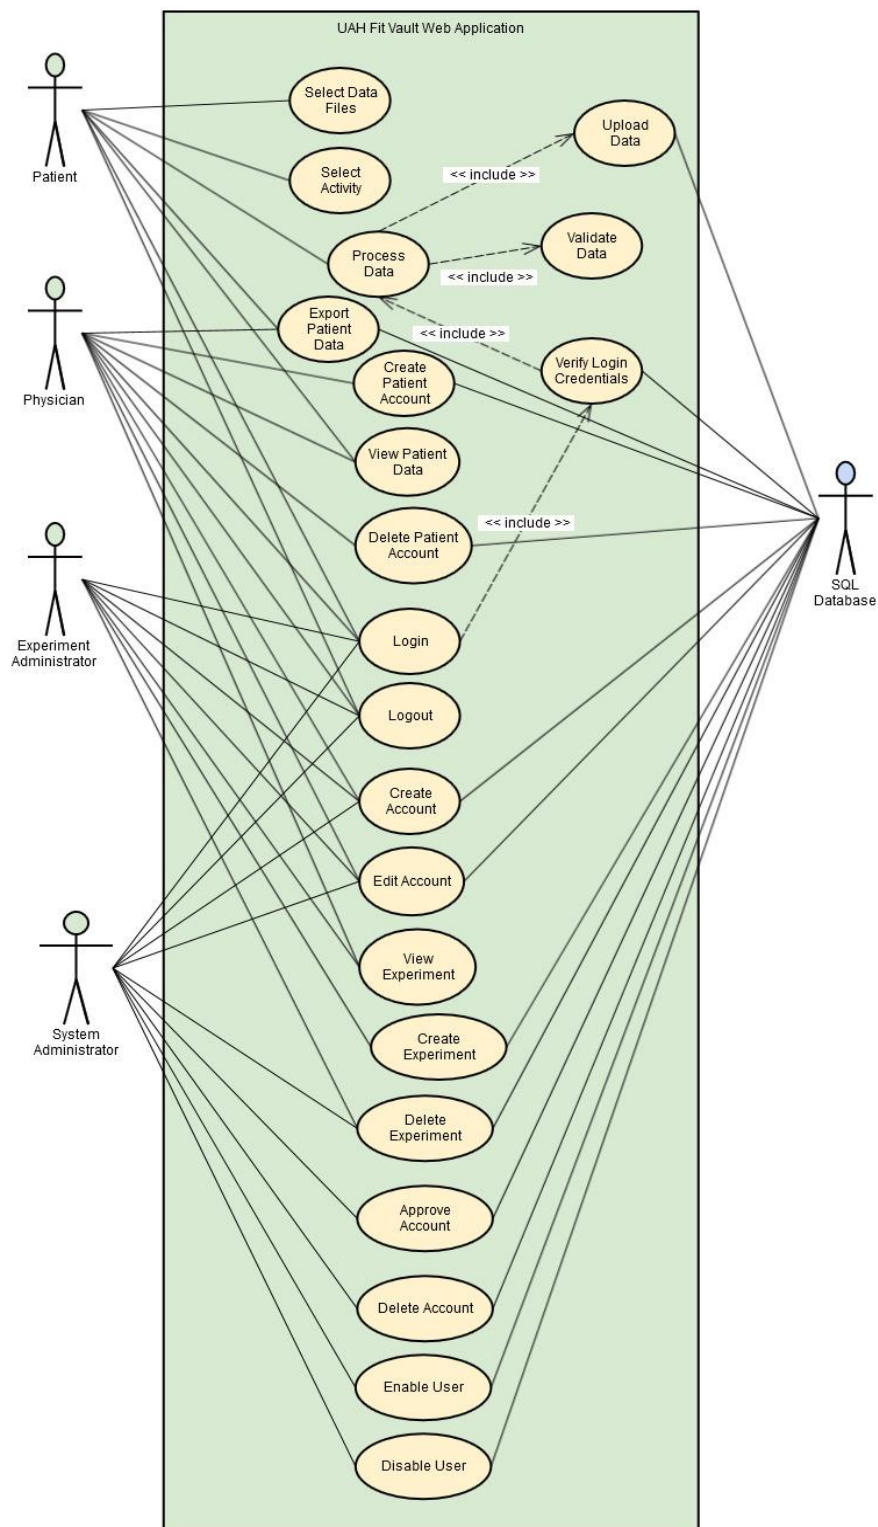 UAH Fit Vault Web Application
Select Data
Files
Upload
Data
Patient
<< include >>
Select
Activity
Validate
Data
Process
Data
<< include >>
Export
Patient
Data
<< include >>
Physician
Create
Patient
Account
Verify Login
Credentials
View Patient
Data
<< include >>
Delete Patient
Account
SQL
Database
Experiment
Administrator
Login
Logout
Create
Account
Edit Account
View
Experiment
System
Administrator
Create
Experiment
Delete
Experiment
Approve
Account
Delete Account
Enable User
Disable User